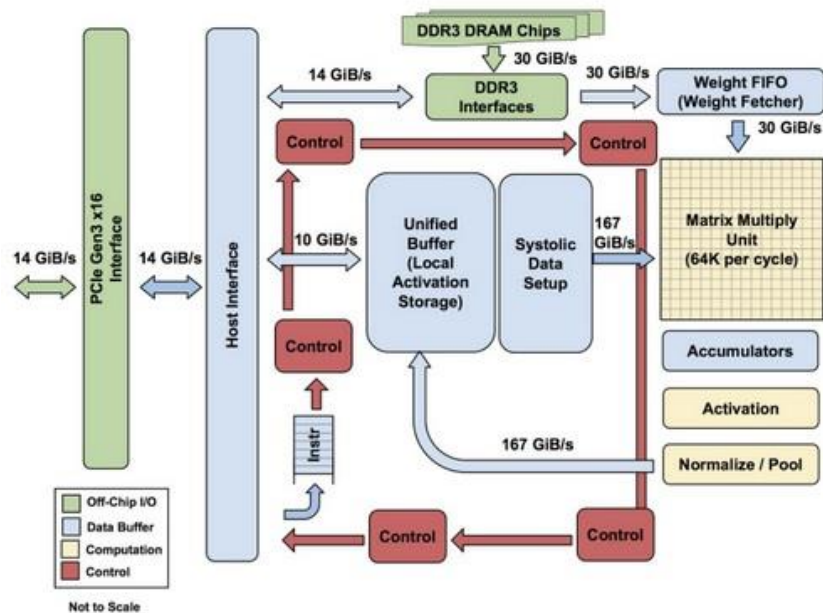 DDR3 DRAM Chips
30 GiB/s
14 GiB/s
DDR3
Interfaces
30 GiB/s
Weight FIFO
(Weight Fetcher)
30 GiB/s
Control
Control
14 GiB/s
PCIe Gen3 x16
Interface
14 GiB/s
Host Interface
10 GiB/s
Unified
Buffer
(Local
Activation
Storage)
Systolic
Data
Setup
167
GiB/s
Matrix Multiply
Unit
(64K per cycle)
Control
Accumulators
Activation
Instr
167 GiB/s
Normalize / Pool
Control
Control
Off-Chip I/O
Data Buffer
Computation
Control
Not to Scale